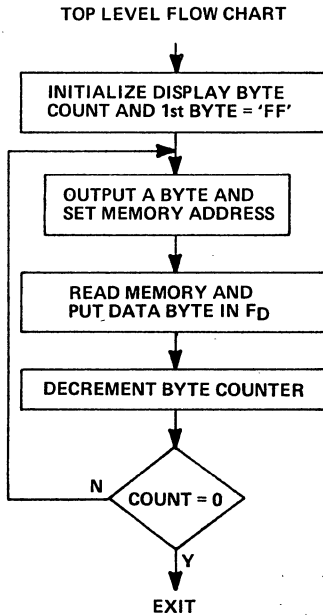 TOP LEVEL FLOW CHART
INITIALIZE DISPLAY BYTE
COUNT AND 1st BYTE = 'FF'
OUTPUT A BYTE AND
SET MEMORY ADDRESS
READ MEMORY AND
PUT DATA BYTE IN FD
DECREMENT BYTE COUNTER
N
COUNT = 0
Y
EXIT